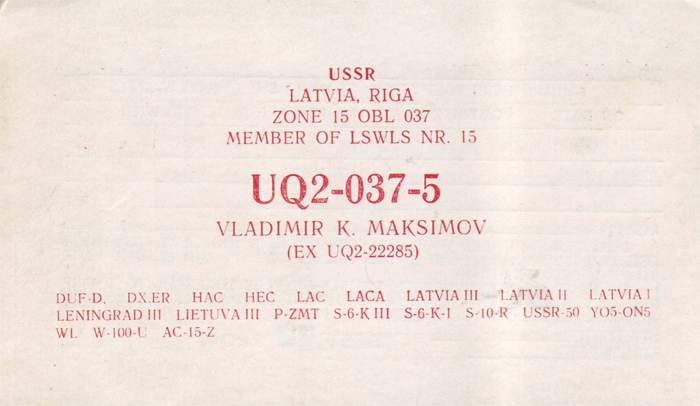 USSR
LATVIA, RIGA
ZONE 15 OBL 037
MEMBER OF LSWLS NR. 15
UQ2-037-5
VLADIMIR K. MAKSIMOV
(EX UQ2-22285)
DUF-D, DX.ER HAC HEC LAC LACA LATVIA III LATVIA II LATVIA I
LENINGRAD III LIETUVA III P-ZMT S-6-K III S-6-K-I S-10-R USSR-50 YO5-ON5
WL W-100-U AC-15-Z